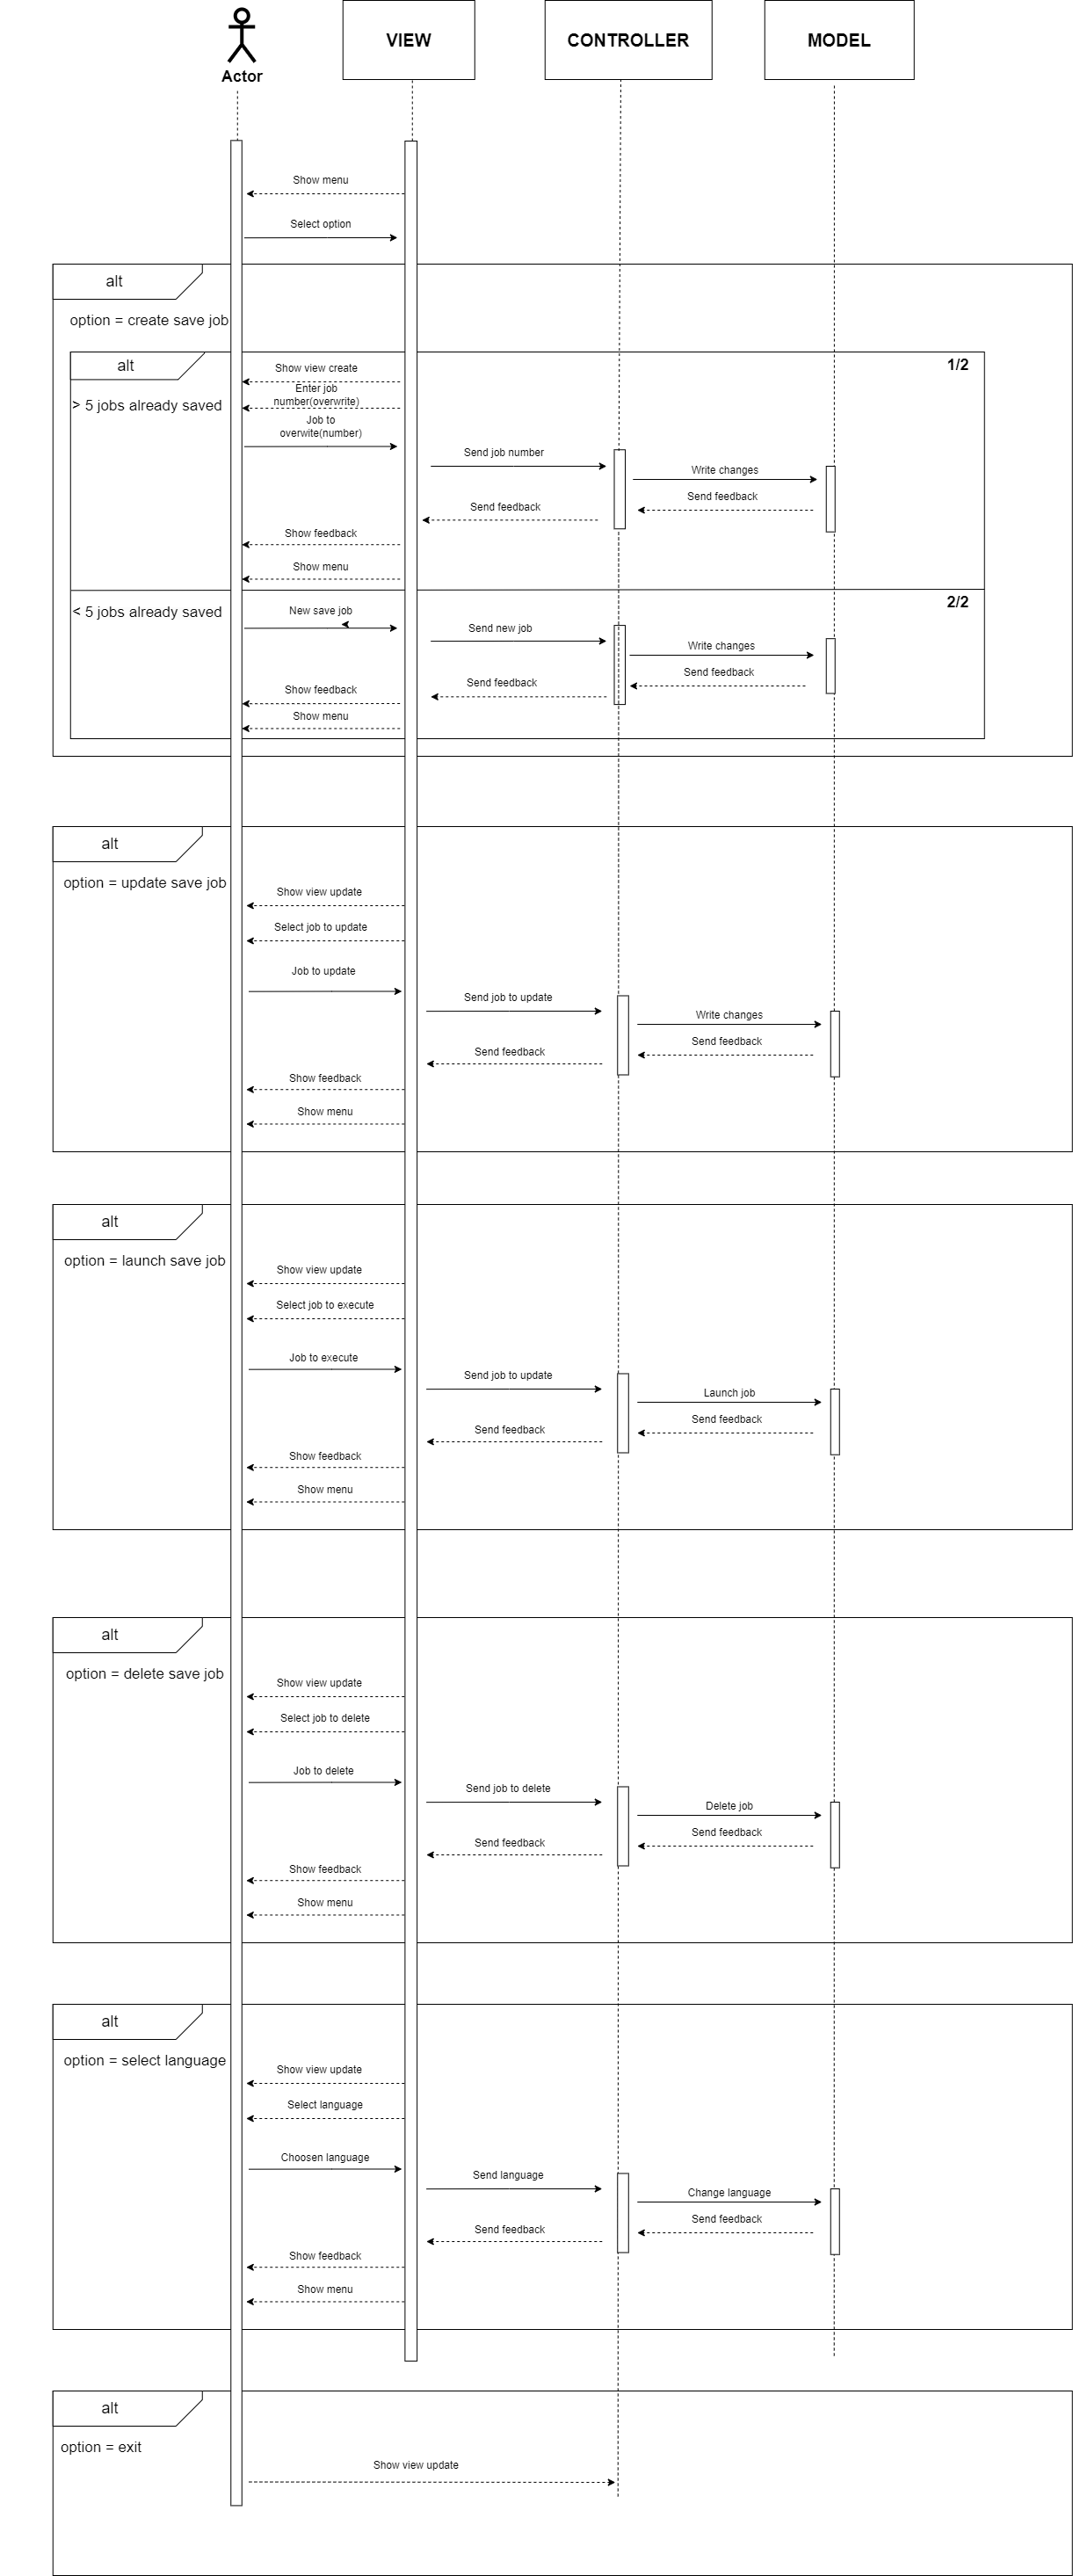 Actor
VIEW
CONTROLLER
MODEL
Show menu
Select option
alt
option = create save job
alt
1/2
Show view create
> 5 jobs already saved
Enter job
number(overwrite)
Job to
overwite(number)
Send job number
Write changes
Send feedback
Send feedback
Show feedback
Show menu
2/2
< 5 jobs already saved
New save job
Send new job
Write changes
Send feedback
Send feedback
Show feedback
Show menu
alt
option = update save job
Show view update
Select job to update
Job to update
Send job to update
Write changes
Send feedback
Send feedback
Show feedback
Show menu
alt
option = launch save job
Show view update
Select job to execute
Job to execute
Send job to update
Launch job
Send feedback
Send feedback
Show feedback
Show menu
alt
option = delete save job
Show view update
Select job to delete
Job to delete
Send job to delete
Delete job
Send feedback
Send feedback
Show feedback
Show menu
alt
option = select language
Show view update
Select language
Choosen language
Send language
Change language
Send feedback
Send feedback
Show feedback
Show menu
alt
option = exit
Show view update